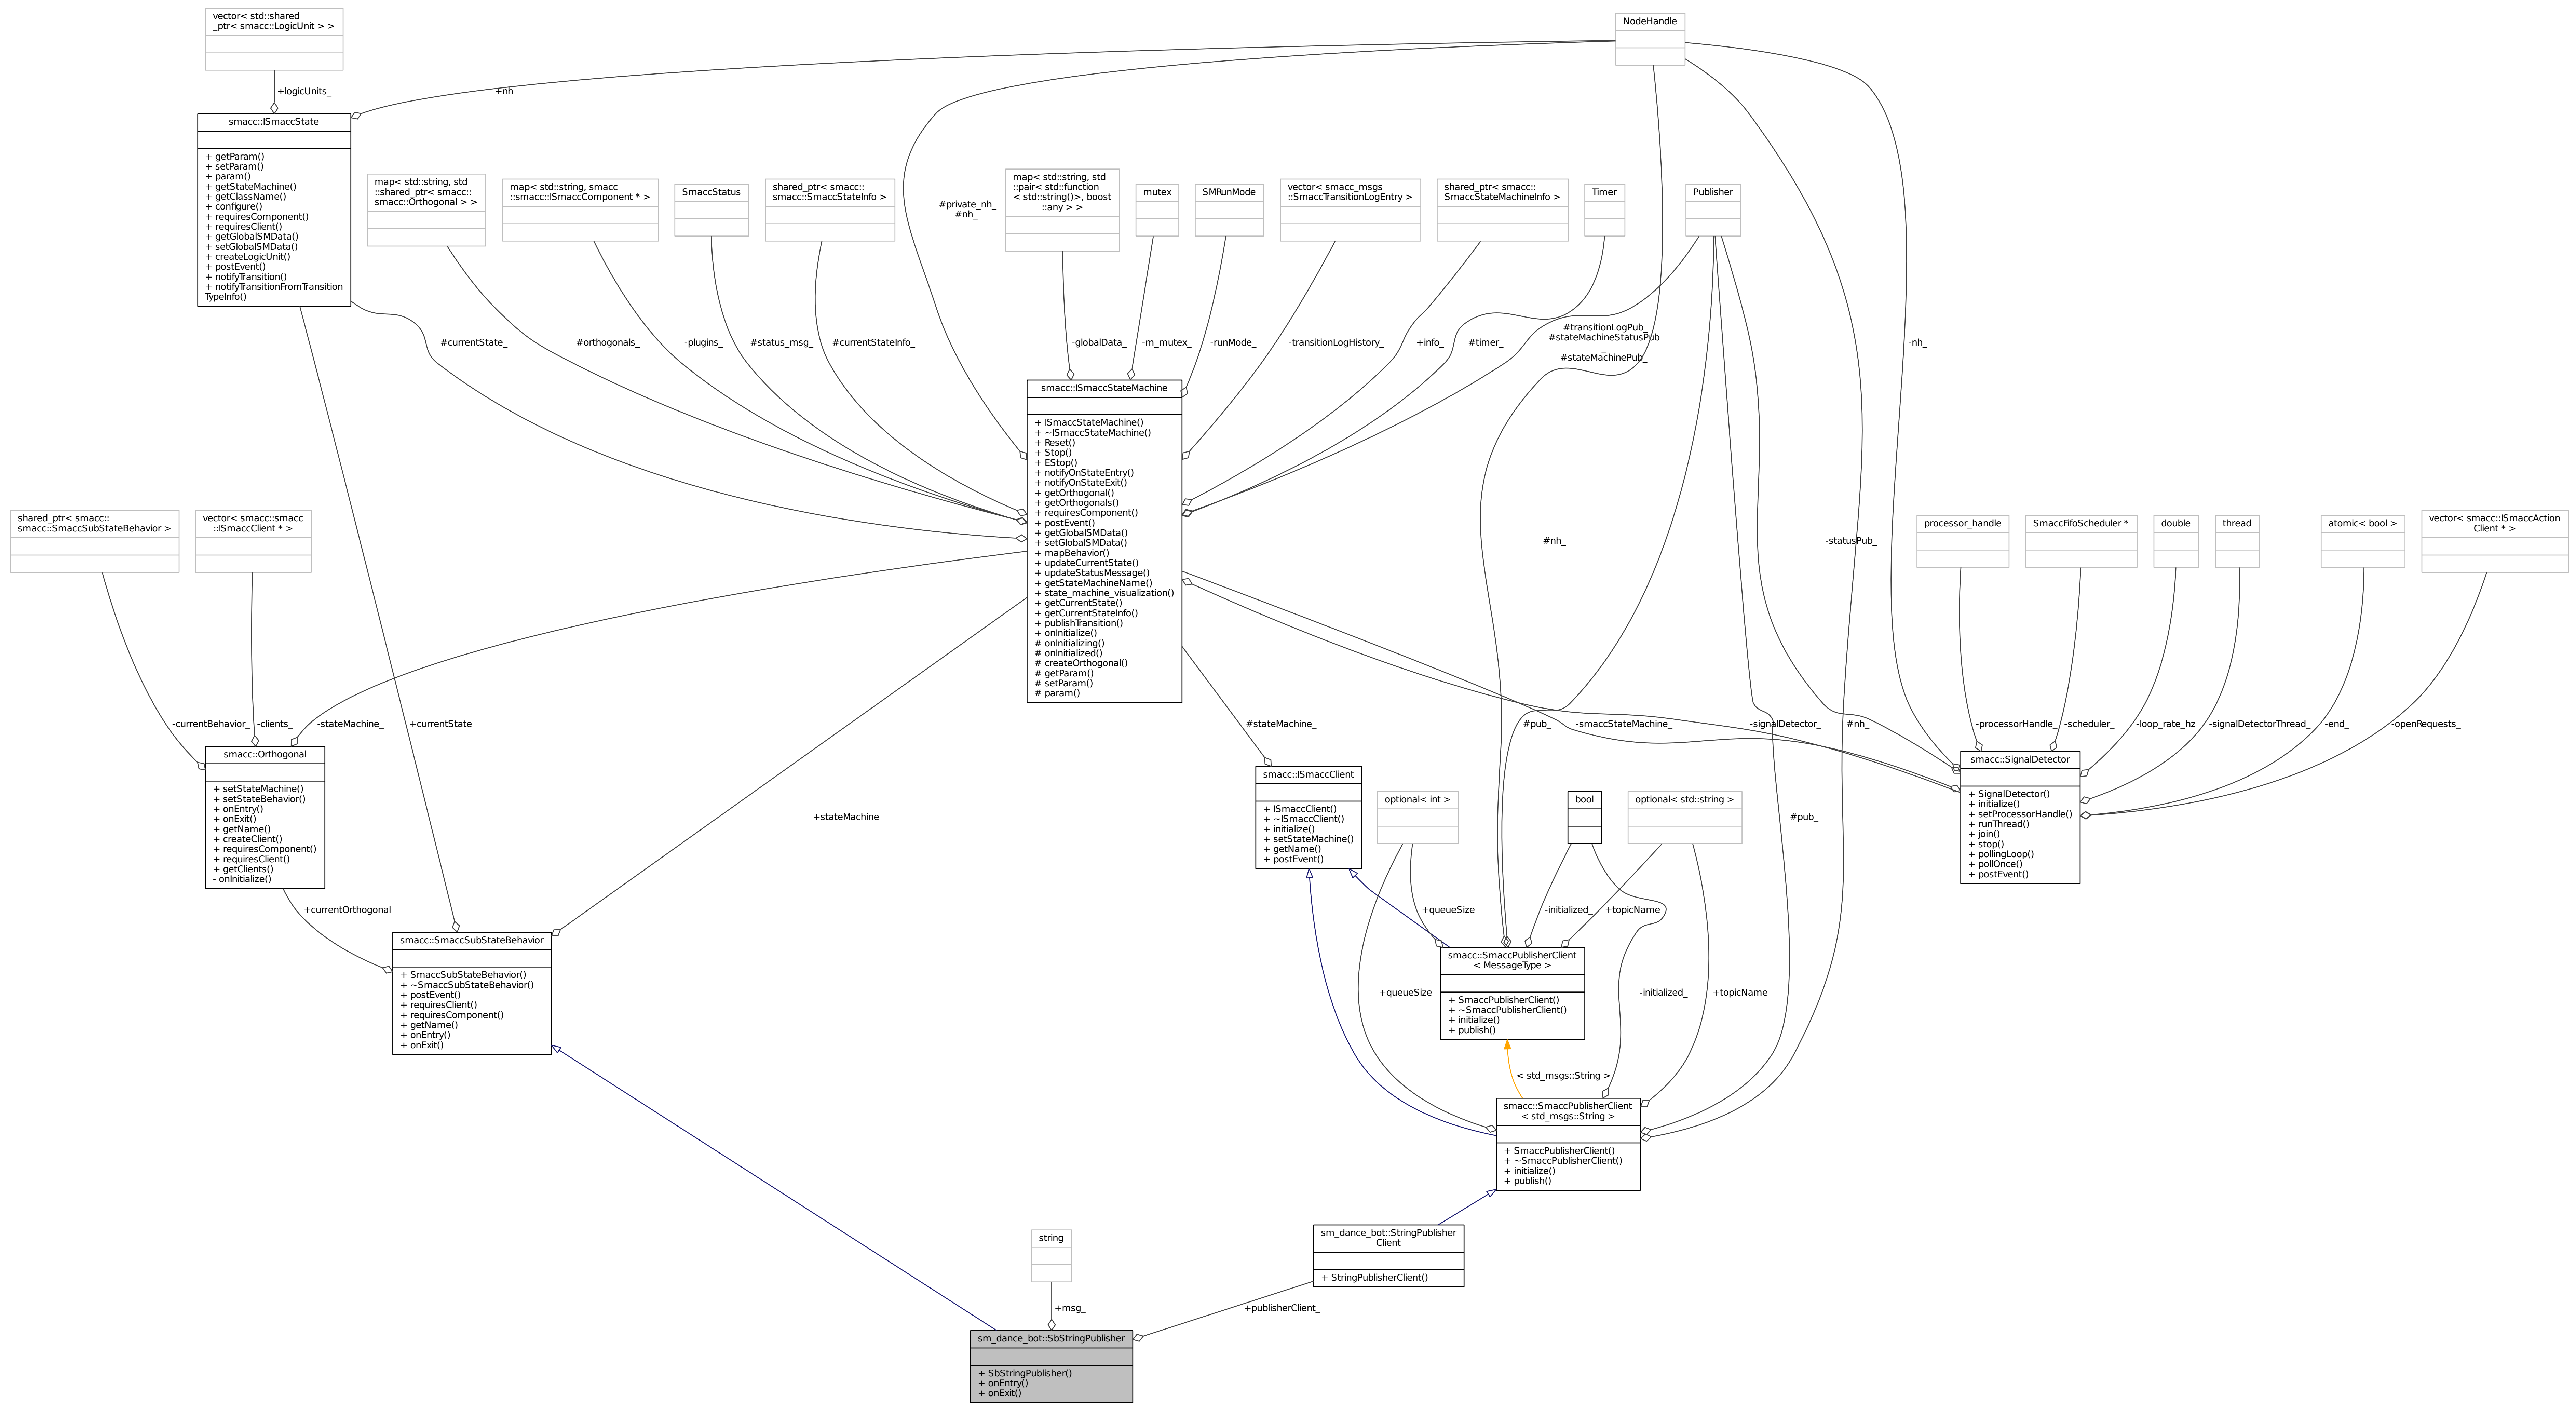 vector< std::shared
_ptr< smacc::LogicUnit > >
NodeHandle
+logicUnits_
+nh
smacc::ISmaccState
+ getParam()
+ setParam()
+ param()
+ getStateMachine()
+ getClassName()
+ configure()
+ requiresComponent()
+ requiresClient()
+ getGlobalSMData()
+ setGlobalSMData()
+ createLogicUnit()
+ postEvent()
+ notifyTransition()
+ notifyTransitionFromTransition
TypeInfo()
map< std::string, std
::shared_ptr< smacc::
smacc::Orthogonal > >
map< std::string, smacc
::smacc::ISmaccComponent * >
SmaccStatus
shared_ptr< smacc::
smacc::SmaccStateInfo >
#private_nh_
#nh_
map< std::string, std
::pair< std::function
< std::string()>, boost
::any > >
mutex
SMRunMode
vector< smacc_msgs
::SmaccTransitionLogEntry >
shared_ptr< smacc::
SmaccStateMachineInfo >
Timer
Publisher
#currentState_
#orthogonals_
-plugins_
#status_msg_
#currentStateInfo_
-globalData_
-m_mutex_
-runMode_
-transitionLogHistory_
+info_
#timer_
#transitionLogPub_
#stateMachineStatusPub
_
#stateMachinePub_
-nh_
smacc::ISmaccStateMachine
+ ISmaccStateMachine()
+ ~ISmaccStateMachine()
+ Reset()
+ Stop()
+ EStop()
+ notifyOnStateEntry()
+ notifyOnStateExit()
+ getOrthogonal()
+ getOrthogonals()
+ requiresComponent()
+ postEvent()
+ getGlobalSMData()
+ setGlobalSMData()
+ mapBehavior()
+ updateCurrentState()
+ updateStatusMessage()
+ getStateMachineName()
+ state_machine_visualization()
+ getCurrentState()
+ getCurrentStateInfo()
+ publishTransition()
+ onInitialize()
# onInitializing()
# onInitialized()
# createOrthogonal()
# getParam()
# setParam()
# param()
shared_ptr< smacc::
smacc::SmaccSubStateBehavior >
vector< smacc::smacc
::ISmaccClient * >
#nh_
-statusPub_
processor_handle
SmaccFifoScheduler *
double
thread
atomic< bool >
vector< smacc::ISmaccAction
Client * >
-currentBehavior_
-clients_
-stateMachine_
+currentState
#stateMachine_
#pub_
-smaccStateMachine_
-signalDetector_
#nh_
-processorHandle_
-scheduler_
-loop_rate_hz
-signalDetectorThread_
-end_
-openRequests_
smacc::Orthogonal
+ setStateMachine()
+ setStateBehavior()
+ onEntry()
+ onExit()
+ getName()
+ createClient()
+ requiresComponent()
+ requiresClient()
+ getClients()
- onInitialize()
+stateMachine
smacc::ISmaccClient
+ ISmaccClient()
+ ~ISmaccClient()
+ initialize()
+ setStateMachine()
+ getName()
+ postEvent()
optional< int >
bool
optional< std::string >
#pub_
smacc::SignalDetector
+ SignalDetector()
+ initialize()
+ setProcessorHandle()
+ runThread()
+ join()
+ stop()
+ pollingLoop()
+ pollOnce()
+ postEvent()
+currentOrthogonal
+queueSize
-initialized_
+topicName
smacc::SmaccSubStateBehavior
+ SmaccSubStateBehavior()
+ ~SmaccSubStateBehavior()
+ postEvent()
+ requiresClient()
+ requiresComponent()
+ getName()
+ onEntry()
+ onExit()
smacc::SmaccPublisherClient
< MessageType >
+ SmaccPublisherClient()
+ ~SmaccPublisherClient()
+ initialize()
+ publish()
+queueSize
-initialized_
+topicName
< std_msgs::String >
smacc::SmaccPublisherClient
< std_msgs::String >
+ SmaccPublisherClient()
+ ~SmaccPublisherClient()
+ initialize()
+ publish()
string
sm_dance_bot::StringPublisher
Client
+ StringPublisherClient()
+msg_
+publisherClient_
sm_dance_bot::SbStringPublisher
+ SbStringPublisher()
+ onEntry()
+ onExit()